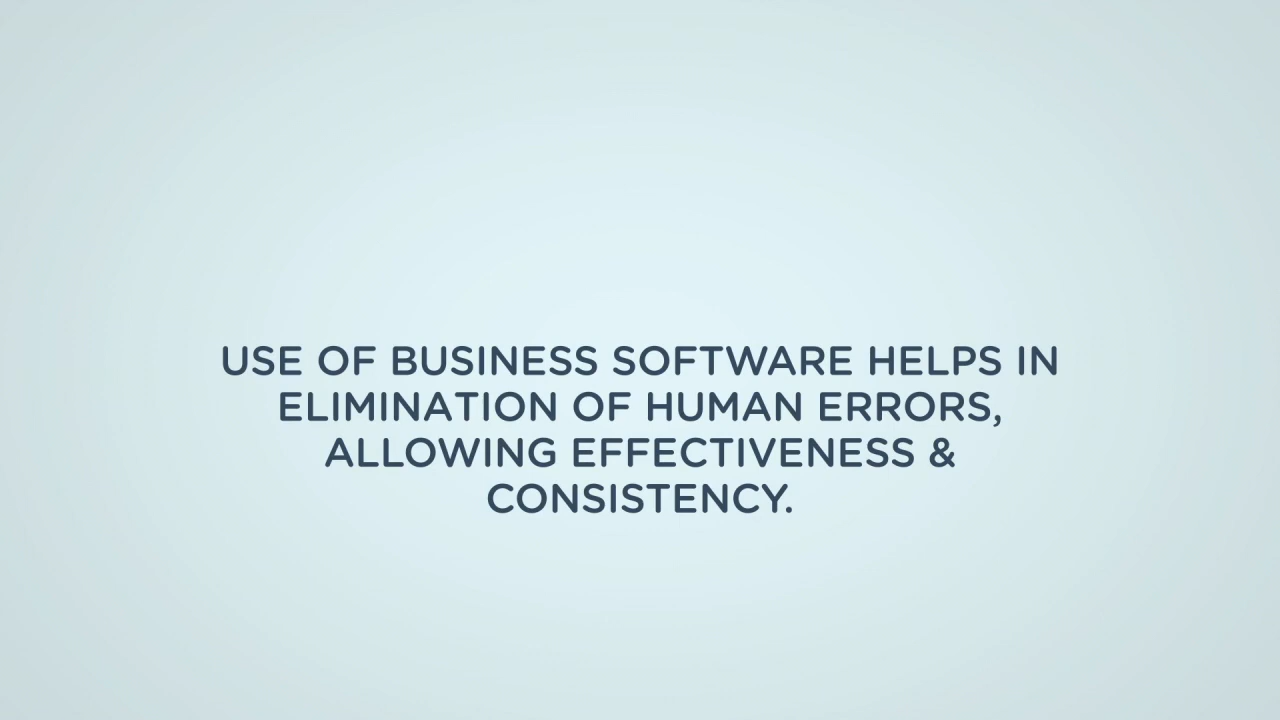 USE OF BUSINESS SOFTWARE HELPS IN
ELIMINATION OF HUMAN ERRORS,
ALLOWING EFFECTIVENESS &
CONSISTENCY.